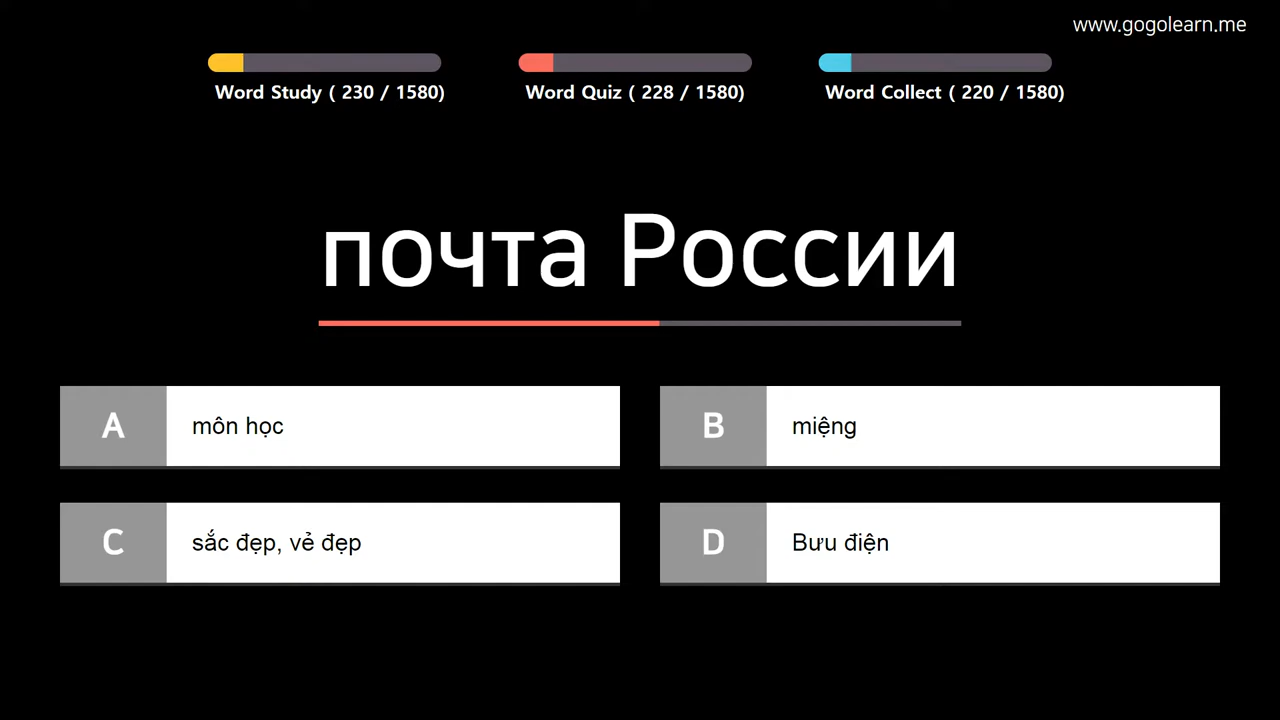 www.gogolearn.me
Word Study ( 230 / 1580)
Word Quiz ( 228 / 1580)
Word Collect ( 220 / 1580)
почта России
A
môn học
B
miệng
C
sắc đẹp, vẻ đẹp
D
Bưu điện